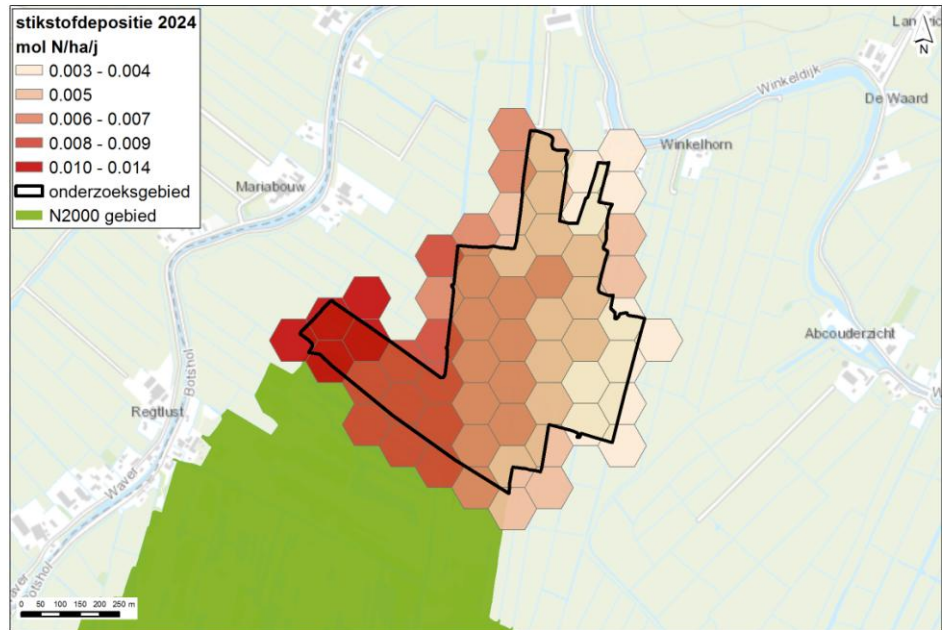 stikstofdepositie 2024
mol N/ha/j
0.003 - 0.004
0.005
0.006 - 0.007
0.008 - 0.009
0.010 - 0.014
onderzoeksgebied
N2000 gebied
N
Winkeldijk
De Waard
Winkelhorn
Mariabouw
Botshol
Abcouderzicht
Regtlust
Waver
Botshol
0 50 100 150 200 250 m